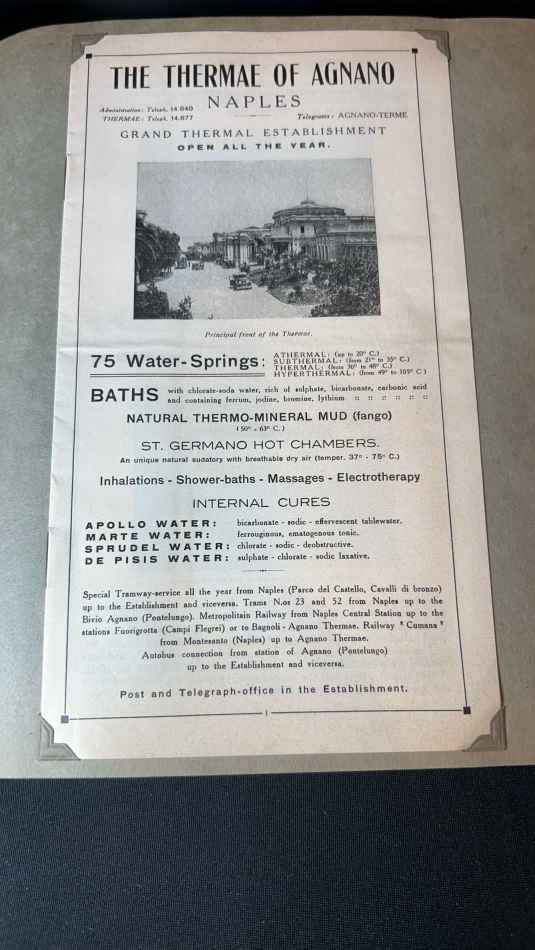 THE THERMAE OF AGNANO
NAPLES
Administration: Teleph. 14.840
THERMAE: Teleph. 14.877
Telegrams: AGNANO-TERME
GRAND THERMAL ESTABLISHMENT
OPEN ALL THE YEAR.
Principal front of the Thermae.
75 Water-Springs:
ATHERMAL: (up to 20° C.)
SUBTHERMAL: (from 21° to 35° C.)
THERMAL: (from 36° to 48° C.)
HYPERTHERMAL: (from 49° to 105° C)
BATHS with chlorate-soda water, rich of sulphate, bicarbonate, carbonic acid
and containing ferrum, jodine, bromine, lythium
NATURAL THERMO-MINERAL MUD (fango)
(50° - 63° C.)
ST. GERMANO HOT CHAMBERS.
An unique natural sudatory with breathable dry air (temper. 37° - 75° C.)
Inhalations - Shower-baths - Massages - Electrotherapy
INTERNAL CURES
APOLLO WATER: bicarbonate - sodic - effervescent tablewater.
MARTE WATER: ferrouginous, ematogenous tonic.
SPRUDEL WATER: chlorate - sodic - deobstructive.
DE PISIS WATER: sulphate - chlorate - sodic laxative.
Special Tramway-service all the year from Naples (Parco del Castello, Cavalli di bronzo)
up to the Establishment and viceversa. Trams N.os 23 and 52 from Naples up to the
Bivio Agnano (Pontelungo). Metropolitain Railway from Naples Central Station up to the
stations Fuorigrotta (Campi Flegrei) or to Bagnoli - Agnano Thermae. Railway " Cumana "
from Montesanto (Naples) up to Agnano Thermae.
Autobus connection from station of Agnano (Pontelungo)
up to the Establishment and viceversa.
Post and Telegraph-office in the Establishment.